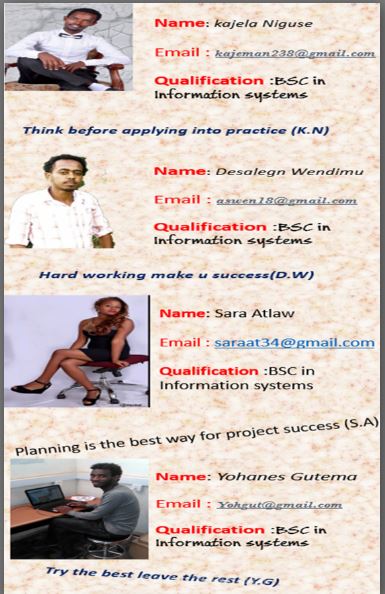 Name: kajela Niguse
Email : kajeman238@gmail.com
Qualification :BSC in
Information systems
Think before applying into practice (K.N)
Name: Desalegn Wendimu
Email : aswen18@gmail.com
Qualification :BSC in
Information systems
Hard working make u success(D.W)
Name: Sara Atlaw
Email : saraat34@gmail.com
Qualification :BSC in
Information systems
Planning is the best way for project success (S.A)
Name: Yohanes Gutema
Email : Yohgut@gmail.com
Qualification :BSC in
Information systems
Try the best leave the rest (Y.G)